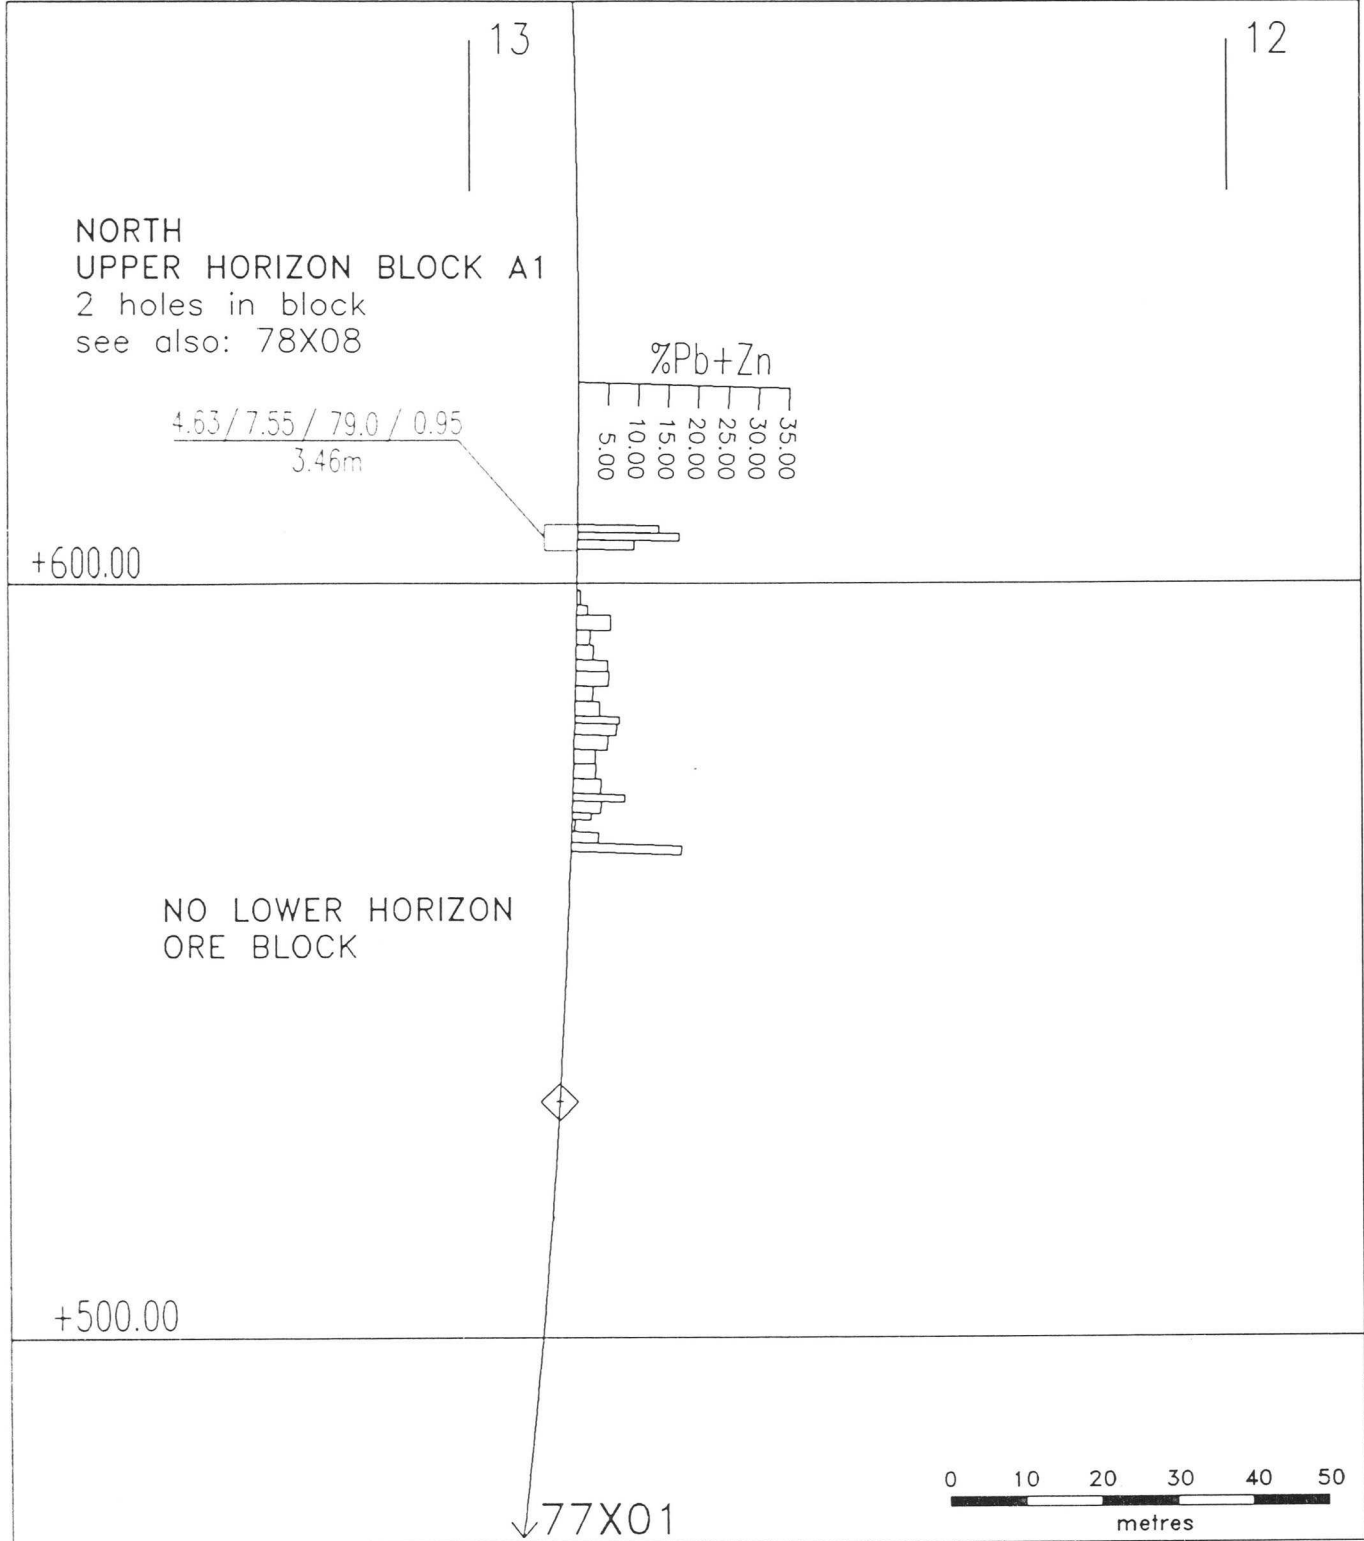 13
12
NORTH
UPPER HORIZON BLOCK A1
2 holes in block
see also: 78X08
%Pb+Zn
5.00
10.00
15.00
20.00
25.00
30.00
35.00
4.63 / 7.55 / 79.0 / 0.95
3.46m
+600.00
NO LOWER HORIZON
ORE BLOCK
+500.00
0 10 20 30 40 50
metres
77X01